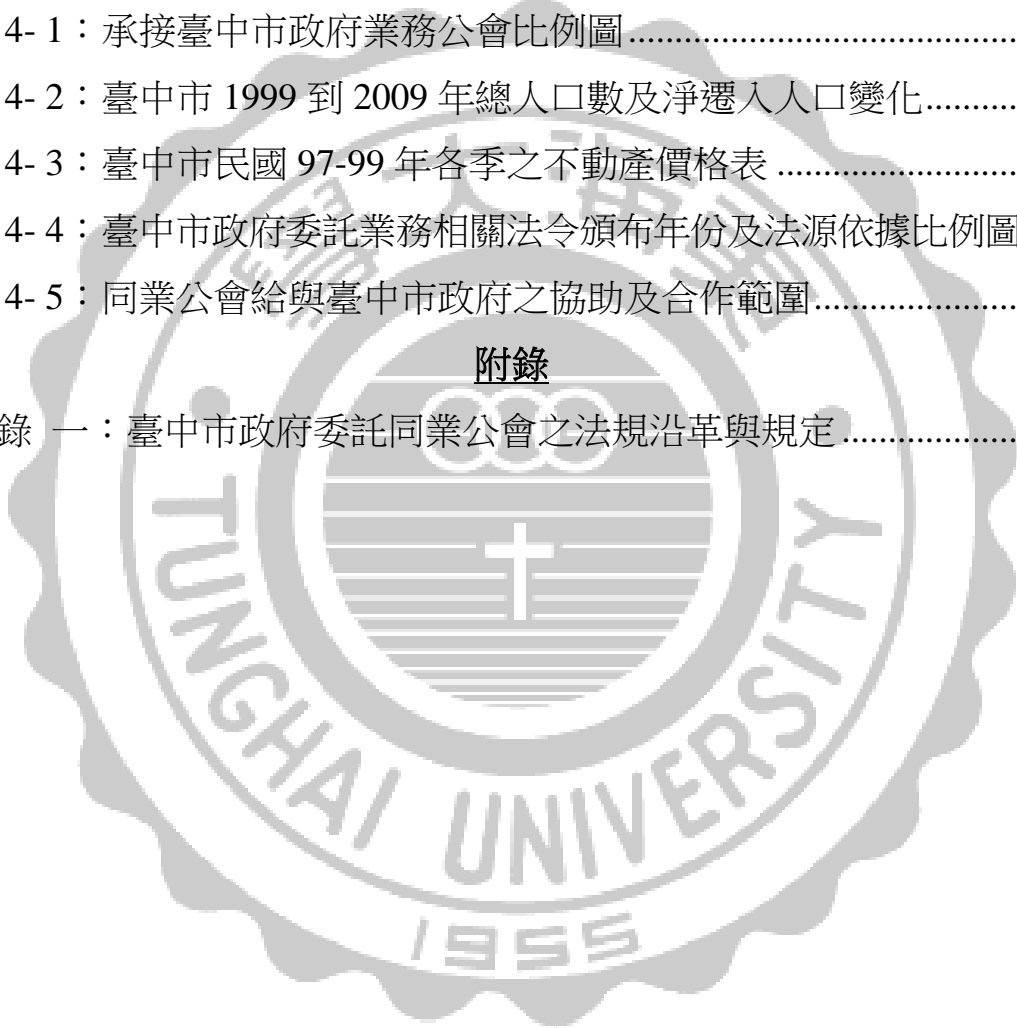 4- 1：承接臺中市政府業務公會比例圖......................................
4- 2：臺中市 1999 到 2009 年總人口數及淨遷入人口變化..........
4- 3：臺中市民國 97-99 年各季之不動產價格表 .......................
4- 4：臺中市政府委託業務相關法令頒布年份及法源依據比例圖
4- 5：同業公會給與臺中市政府之協助及合作範圍....................
附錄
錄 一：臺中市政府委託同業公會之法規沿革與規定.................
學大海東
TUNGHAI UNIVERSITY
1955